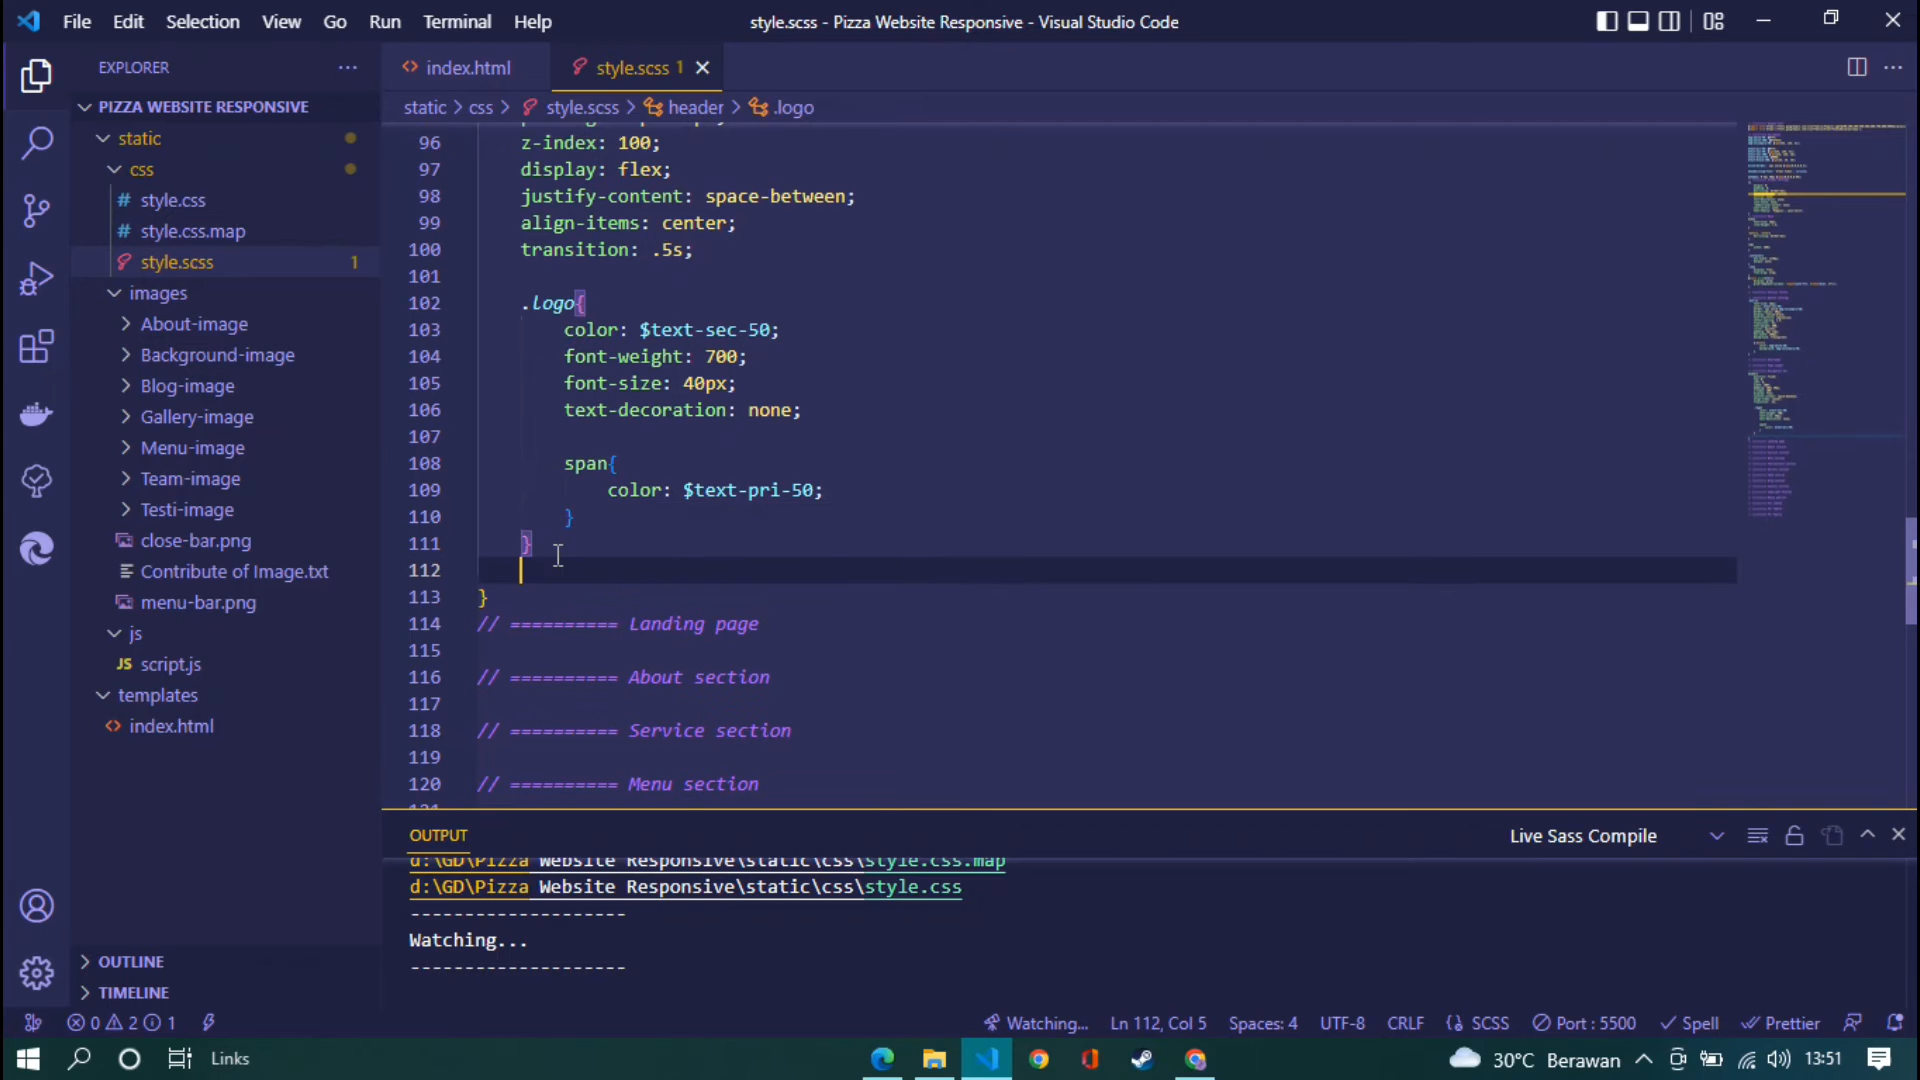 File Edit Selection View Go Run Terminal Help
style.scss - Pizza Website Responsive - Visual Studio Code
EXPLORER
index.html
style.scss 1
PIZZA WEBSITE RESPONSIVE
static > css > style.scss > header > .logo
static
css
# style.css
# style.css.map
style.scss 1
images
About-image
Background-image
Blog-image
Gallery-image
Menu-image
Team-image
Testi-image
close-bar.png
Contribute of Image.txt
menu-bar.png
js
JS script.js
templates
index.html
OUTLINE
TIMELINE
96 z-index: 100;
97 display: flex;
98 justify-content: space-between;
99 align-items: center;
100 transition: .5s;
101
102 .logo{
103 color: $text-sec-50;
104 font-weight: 700;
105 font-size: 40px;
106 text-decoration: none;
107
108 span{
109 color: $text-pri-50;
110 }
111 }
112
113 }
114 // ========== Landing page
115
116 // ========== About section
117
118 // ========== Service section
119
120 // ========== Menu section
OUTPUT
Live Sass Compile
d:\GD\Pizza Website Responsive\static\css\style.css.map
d:\GD\Pizza Website Responsive\static\css\style.css
--------------------
Watching...
--------------------
0 2 1
Watching... Ln 112, Col 5 Spaces: 4 UTF-8 CRLF {} SCSS Port : 5500 Spell Prettier
Links
30°C Berawan 13:51